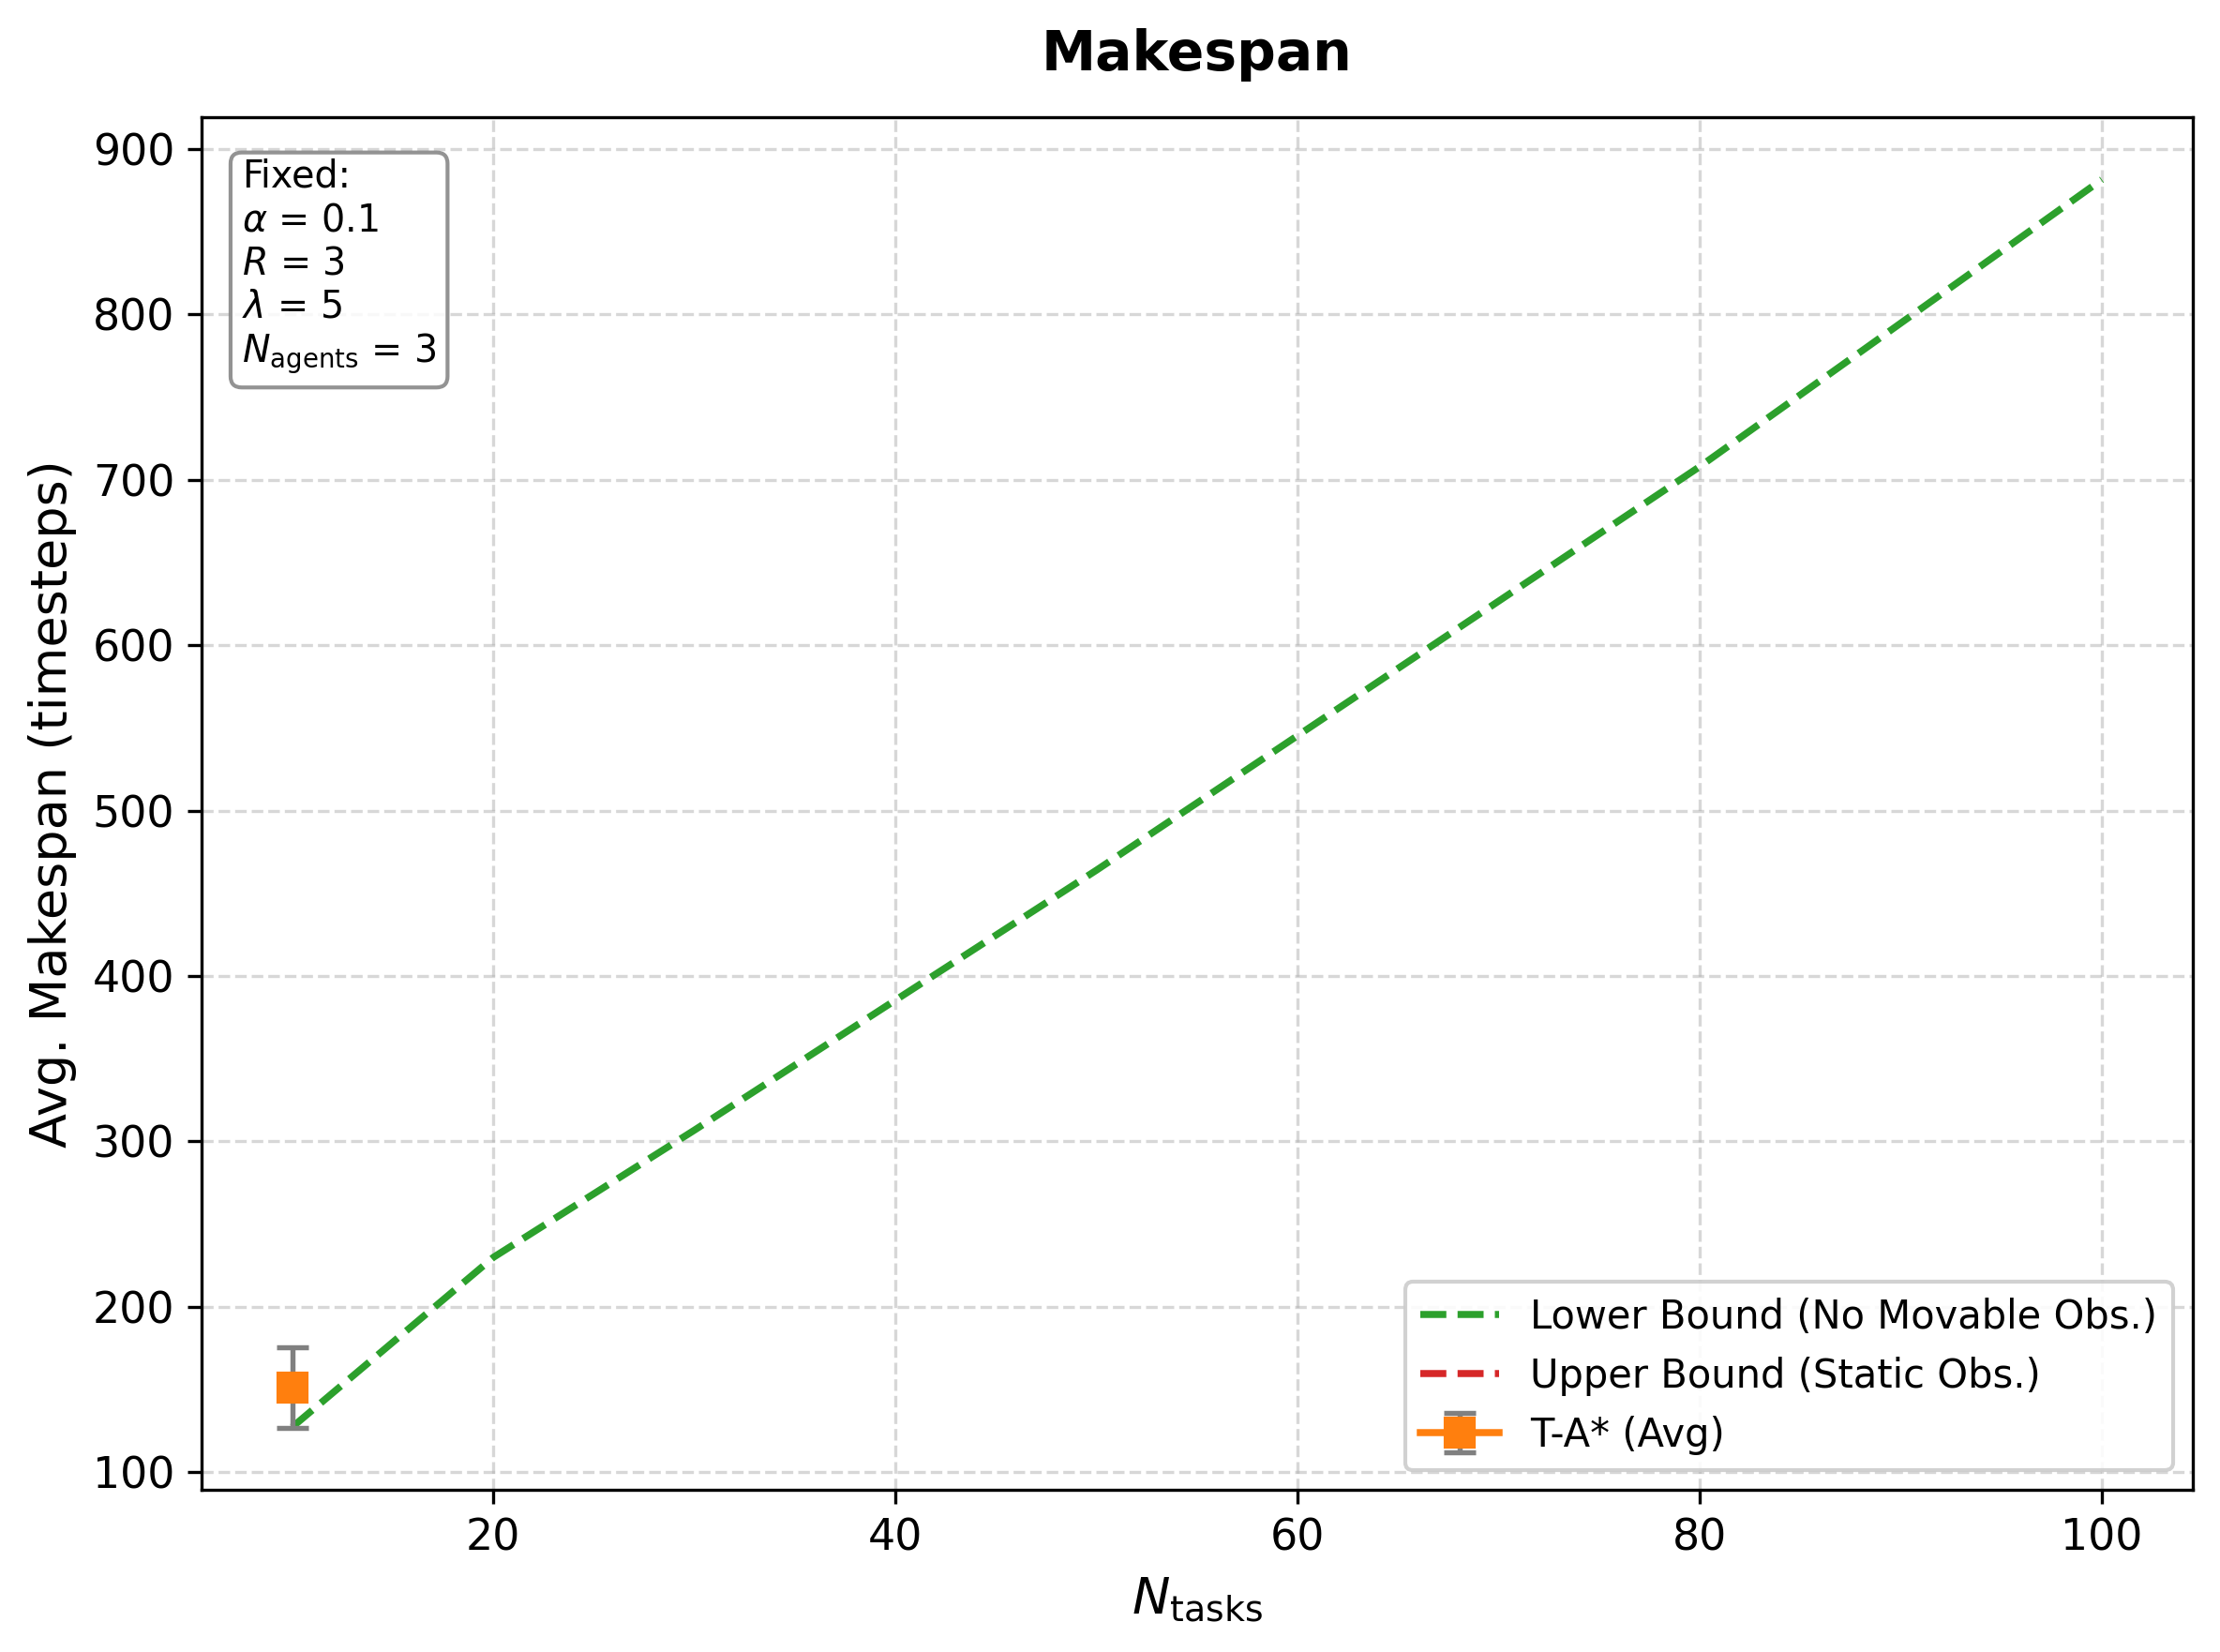 Makespan
Fixed:
α = 0.1
R = 3
λ = 5
N_agents = 3
Avg. Makespan (timesteps)
900
800
700
600
500
400
300
200
100
Lower Bound (No Movable Obs.)
Upper Bound (Static Obs.)
T-A* (Avg)
20 40 60 80 100
N_tasks